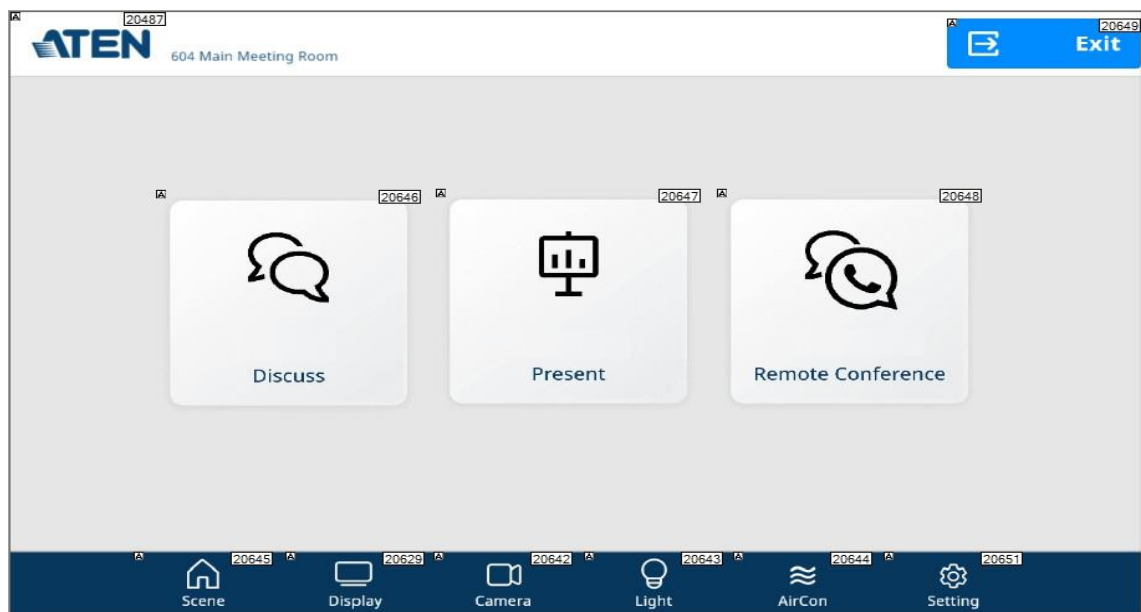 A 20487
ATEN
604 Main Meeting Room
A 20649
Exit
A 20646
Discuss
A 20647
Present
A 20648
Remote Conference
A 20645
Scene
A 20629
Display
A 20642
Camera
A 20643
Light
A 20644
AirCon
A 20651
Setting